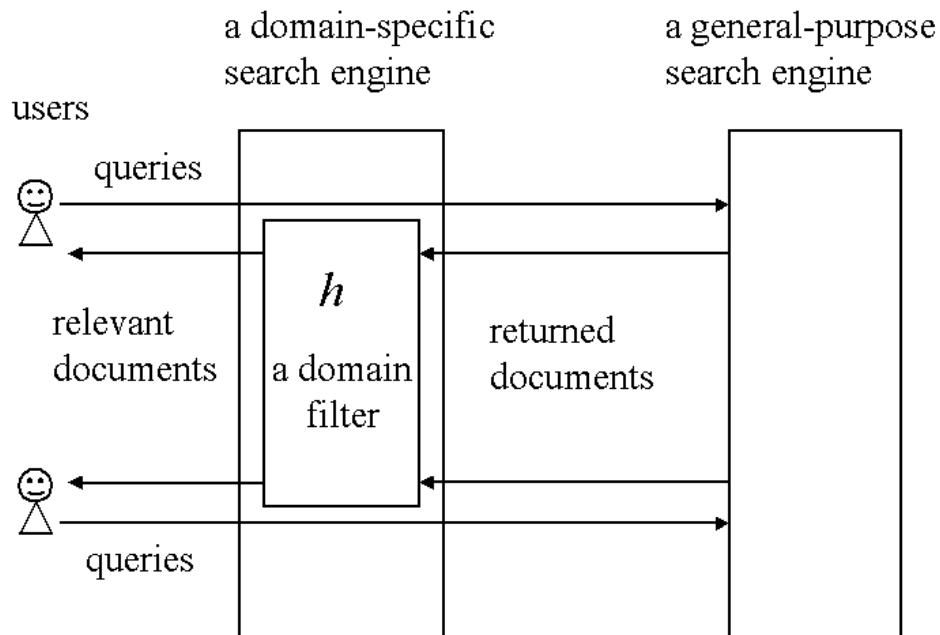 a domain-specific
search engine
a general-purpose
search engine
users
queries
h
relevant
documents
a domain
filter
returned
documents
queries